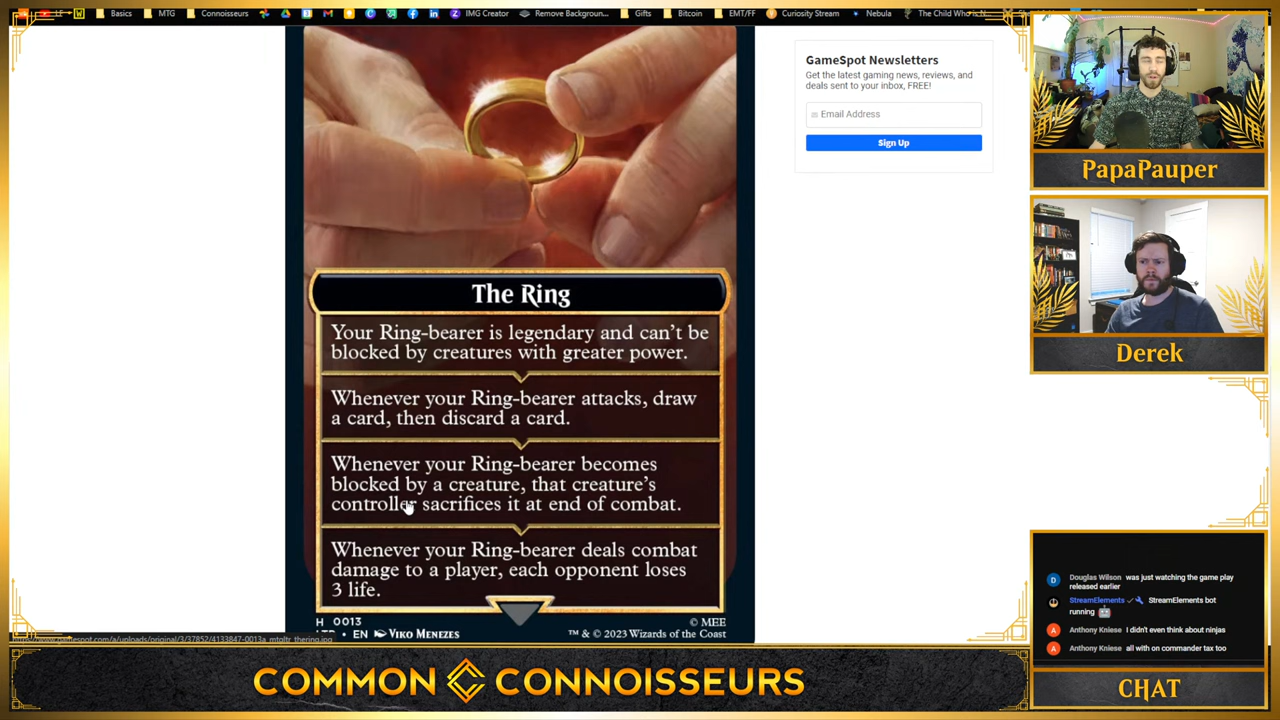 Basics
MTG
Connoisseurs
IMG Creator
Remove Backgroun...
Gifts
Bitcoin
EMT/FF
Curiosity Stream
Nebula
GameSpot Newsletters
Get the latest gaming news, reviews, and
deals sent to your inbox, FREE!
Email Address
Sign Up
The Ring
Your Ring-bearer is legendary and can't be
blocked by creatures with greater power.
Whenever your Ring-bearer attacks, draw
a card, then discard a card.
Whenever your Ring-bearer becomes
blocked by a creature, that creature's
controller sacrifices it at end of combat.
Whenever your Ring-bearer deals combat
damage to a player, each opponent loses
3 life.
H 0013
© MEE
LTR • EN Viko Menezes
™ & © 2023 Wizards of the Coast
PapaPauper
Derek
Douglas Wilson was just watching the game play
released earlier
StreamElements StreamElements bot
running
Anthony Kniese I didn't even think about ninjas
Anthony Kniese all with on commander tax too
CHAT
COMMON CONNOISSEURS